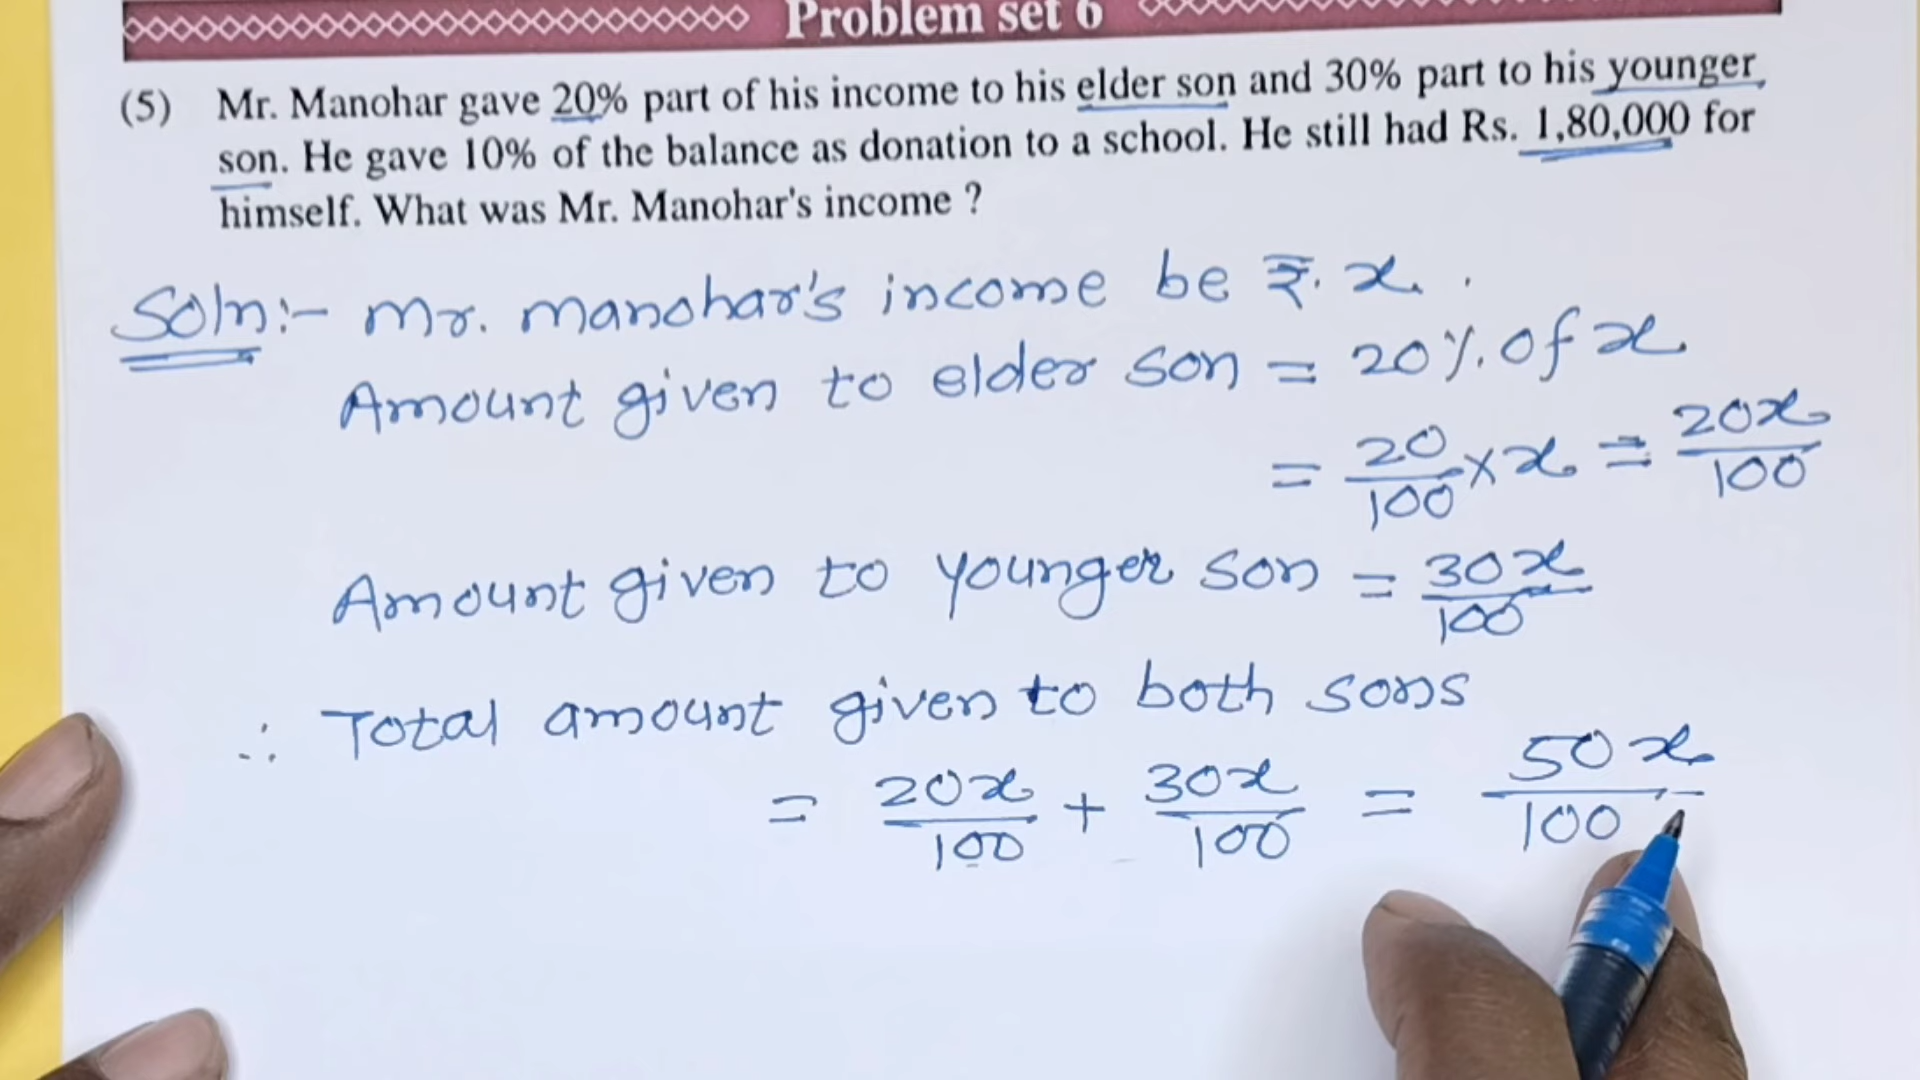 Problem set 6
(5) Mr. Manohar gave 20% part of his income to his elder son and 30% part to his younger
son. He gave 10% of the balance as donation to a school. He still had Rs. 1,80,000 for
himself. What was Mr. Manohar's income ?
Soln:- Mr. Manohar's income be ₹. x.
Amount given to elder son = 20% of x
= 20/100 × x = 20x/100
Amount given to younger son = 30x/100
∴ Total amount given to both sons
= 20x/100 + 30x/100 = 50x/100